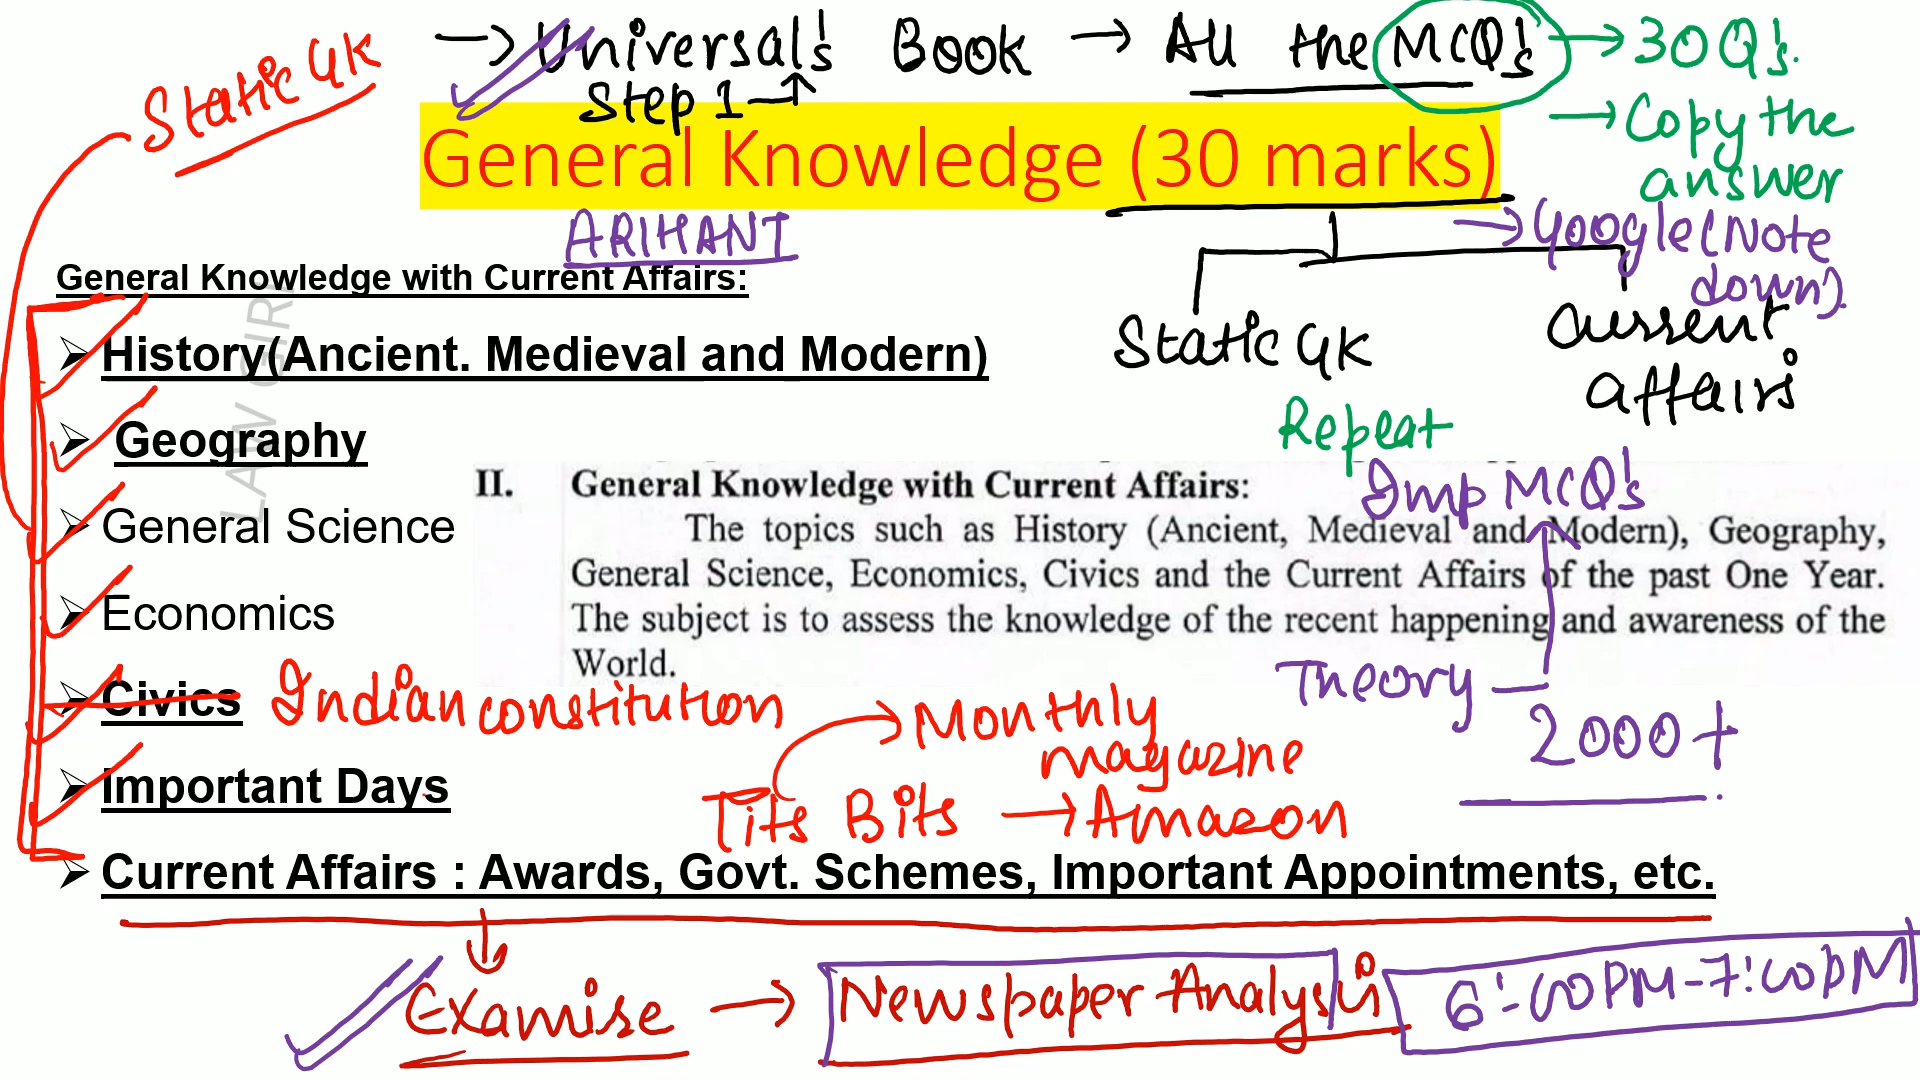 Static GK
→ Universal's Book → All the MCQ's → 30 Q's.
Step 1 →
→ Copy the
answer
General Knowledge (30 marks)
ARIHANT
→ Google (Note
down).
General Knowledge with Current Affairs:
Static GK
Current
affairs
LAW GIRI
➢ History(Ancient. Medieval and Modern)
Repeat
➢ Geography
Imp MCQ's
➢ General Science
II. General Knowledge with Current Affairs:
The topics such as History (Ancient, Medieval and Modern), Geography,
General Science, Economics, Civics and the Current Affairs of the past One Year.
The subject is to assess the knowledge of the recent happening and awareness of the
World.
➢ Economics
Theory
2000+
➢ Civics Indian constitution
→ Monthly
magazine
➢ Important Days
Tits Bits → Amazon
➢ Current Affairs : Awards, Govt. Schemes, Important Appointments, etc.
Examise → Newspaper Analysis 6:00PM-7:00PM